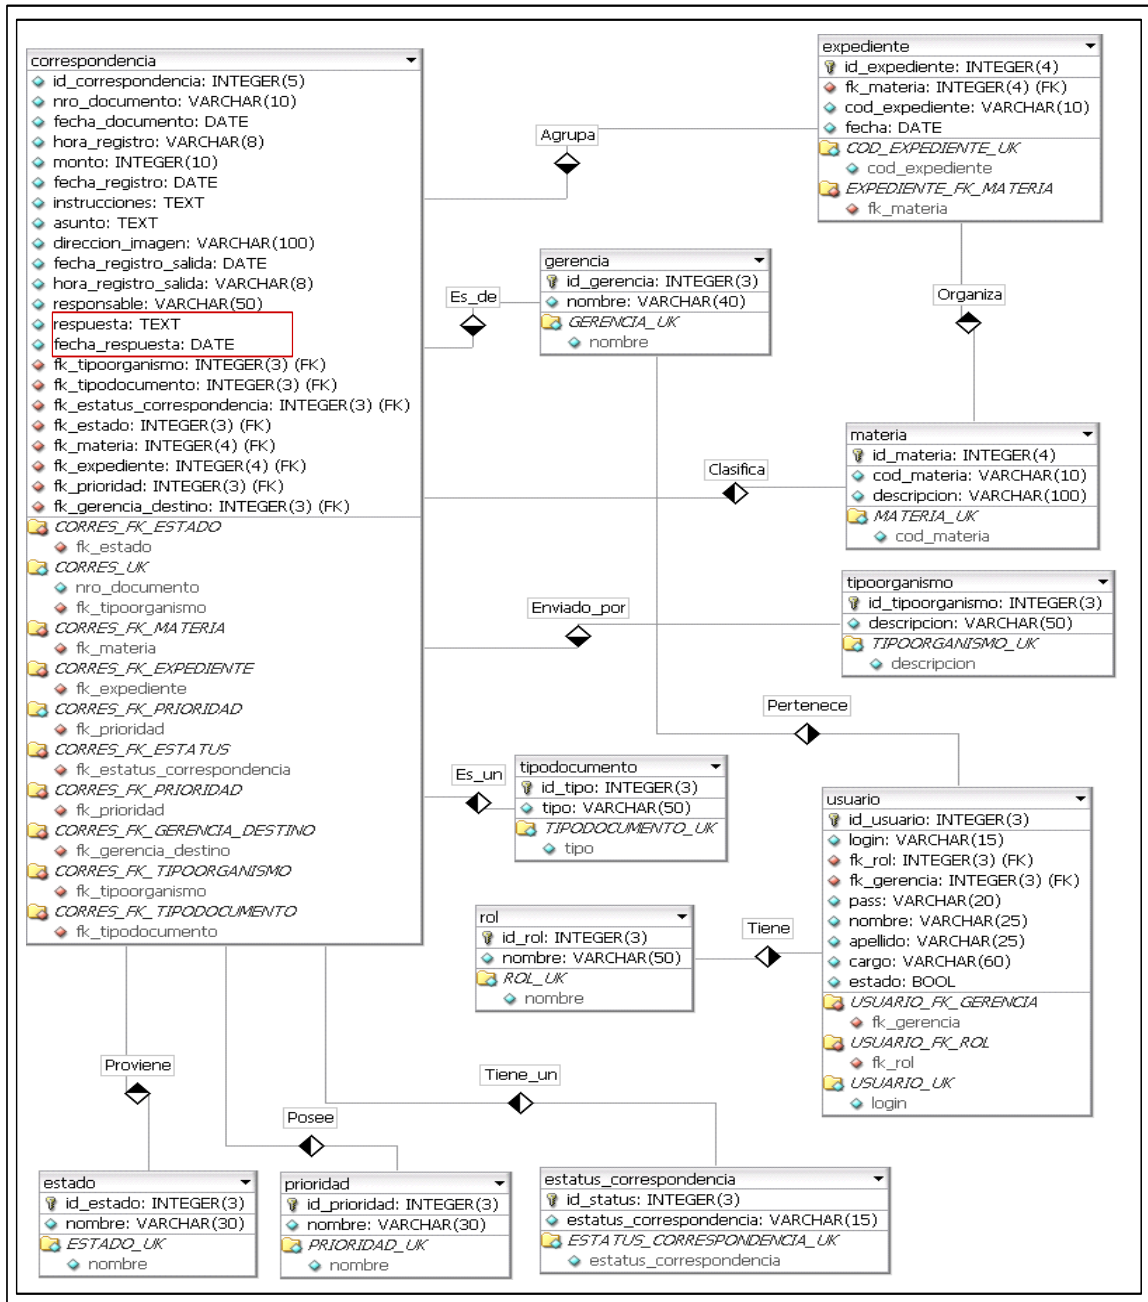 correspondencia
id_correspondencia: INTEGER(5)
nro_documento: VARCHAR(10)
fecha_documento: DATE
hora_registro: VARCHAR(8)
monto: INTEGER(10)
fecha_registro: DATE
instrucciones: TEXT
asunto: TEXT
direccion_imagen: VARCHAR(100)
fecha_registro_salida: DATE
hora_registro_salida: VARCHAR(8)
responsable: VARCHAR(50)
respuesta: TEXT
fecha_respuesta: DATE
fk_tipoorganismo: INTEGER(3) (FK)
fk_tipodocumento: INTEGER(3) (FK)
fk_estatus_correspondencia: INTEGER(3) (FK)
fk_estado: INTEGER(3) (FK)
fk_materia: INTEGER(4) (FK)
fk_expediente: INTEGER(4) (FK)
fk_prioridad: INTEGER(3) (FK)
fk_gerencia_destino: INTEGER(3) (FK)
CORRES_FK_ESTADO
fk_estado
CORRES_UK
nro_documento
fk_tipoorganismo
CORRES_FK_MATERIA
fk_materia
CORRES_FK_EXPEDIENTE
fk_expediente
CORRES_FK_PRIORIDAD
fk_prioridad
CORRES_FK_ESTATUS
fk_estatus_correspondencia
CORRES_FK_PRIORIDAD
fk_prioridad
CORRES_FK_GERENCIA_DESTINO
fk_gerencia_destino
CORRES_FK_TIPOORGANISMO
fk_tipoorganismo
CORRES_FK_TIPODOCUMENTO
fk_tipodocumento
Agrupa
expediente
id_expediente: INTEGER(4)
fk_materia: INTEGER(4) (FK)
cod_expediente: VARCHAR(10)
fecha: DATE
COD_EXPEDIENTE_UK
cod_expediente
EXPEDIENTE_FK_MATERIA
fk_materia
Es_de
gerencia
id_gerencia: INTEGER(3)
nombre: VARCHAR(40)
GERENCIA_UK
nombre
Organiza
Clasifica
materia
id_materia: INTEGER(4)
cod_materia: VARCHAR(10)
descripcion: VARCHAR(100)
MATERIA_UK
cod_materia
Enviado_por
tipoorganismo
id_tipoorganismo: INTEGER(3)
descripcion: VARCHAR(50)
TIPOORGANISMO_UK
descripcion
Pertenece
Es_un
tipodocumento
id_tipo: INTEGER(3)
tipo: VARCHAR(50)
TIPODOCUMENTO_UK
tipo
usuario
id_usuario: INTEGER(3)
login: VARCHAR(15)
fk_rol: INTEGER(3) (FK)
fk_gerencia: INTEGER(3) (FK)
pass: VARCHAR(20)
nombre: VARCHAR(25)
apellido: VARCHAR(25)
cargo: VARCHAR(60)
estado: BOOL
USUARIO_FK_GERENCIA
fk_gerencia
USUARIO_FK_ROL
fk_rol
USUARIO_UK
login
rol
id_rol: INTEGER(3)
nombre: VARCHAR(50)
ROL_UK
nombre
Tiene
Proviene
Tiene_un
Posee
estado
id_estado: INTEGER(3)
nombre: VARCHAR(30)
ESTADO_UK
nombre
prioridad
id_prioridad: INTEGER(3)
nombre: VARCHAR(30)
PRIORIDAD_UK
nombre
estatus_correspondencia
id_status: INTEGER(3)
estatus_correspondencia: VARCHAR(15)
ESTATUS_CORRESPONDENCIA_UK
estatus_correspondencia